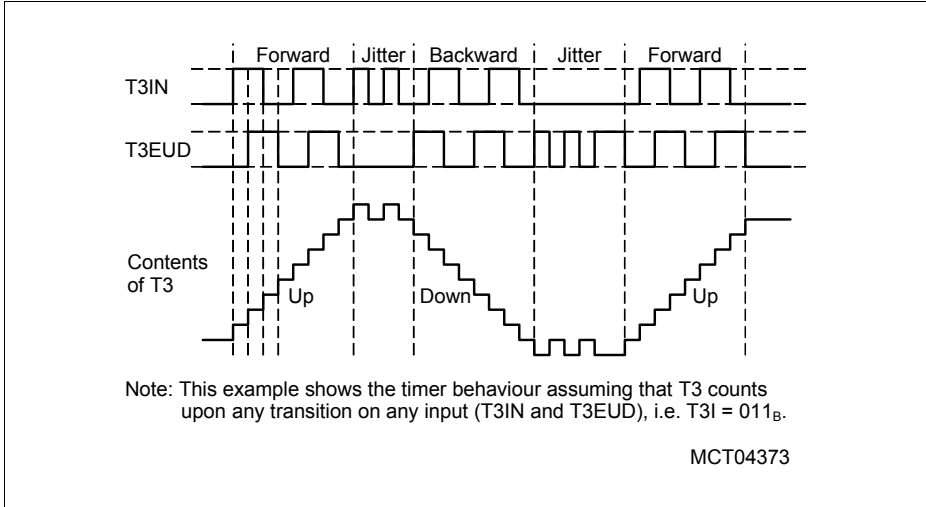 Forward Jitter Backward Jitter Forward
T3IN
T3EUD
Contents
of T3
Up Down Up
Note: This example shows the timer behaviour assuming that T3 counts
upon any transition on any input (T3IN and T3EUD), i.e. T3I = 011B.
MCT04373